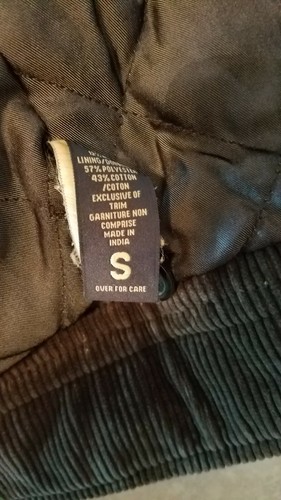 57% POLYESTER
43% COTTON
/COTON
EXCLUSIVE OF
TRIM
GARNITURE NON
COMPRISE
MADE IN
INDIA
S
OVER FOR CARE